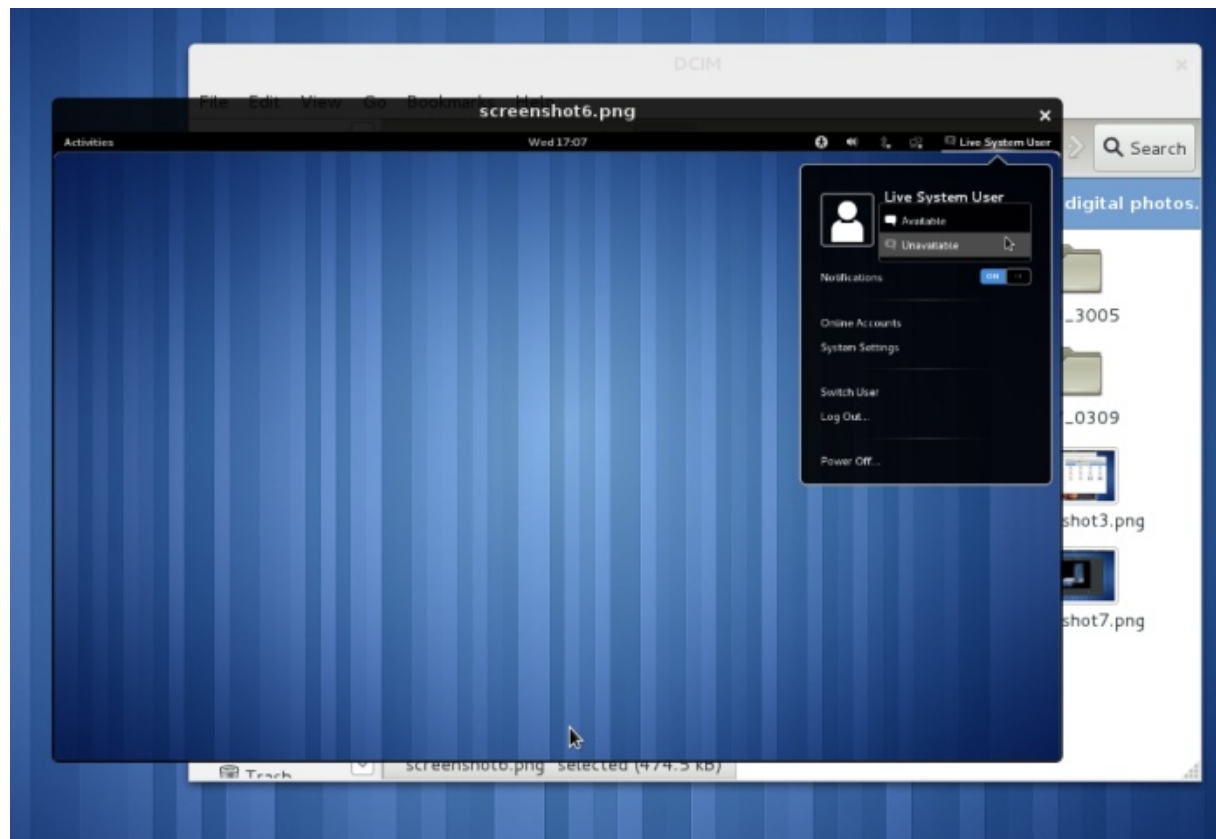 DCIM
File Edit View Go Bookmarks Help
screenshot6.png
Activities Wed 17:07 Live System User
Search
Live System User
digital photos.
Available
Unavailable
Notifications ON
_3005
Online Accounts
System Settings
Switch User
_0309
Log Out...
Power Off...
shot3.png
shot7.png
Trash
screenshot6.png" selected (474.5 kB)